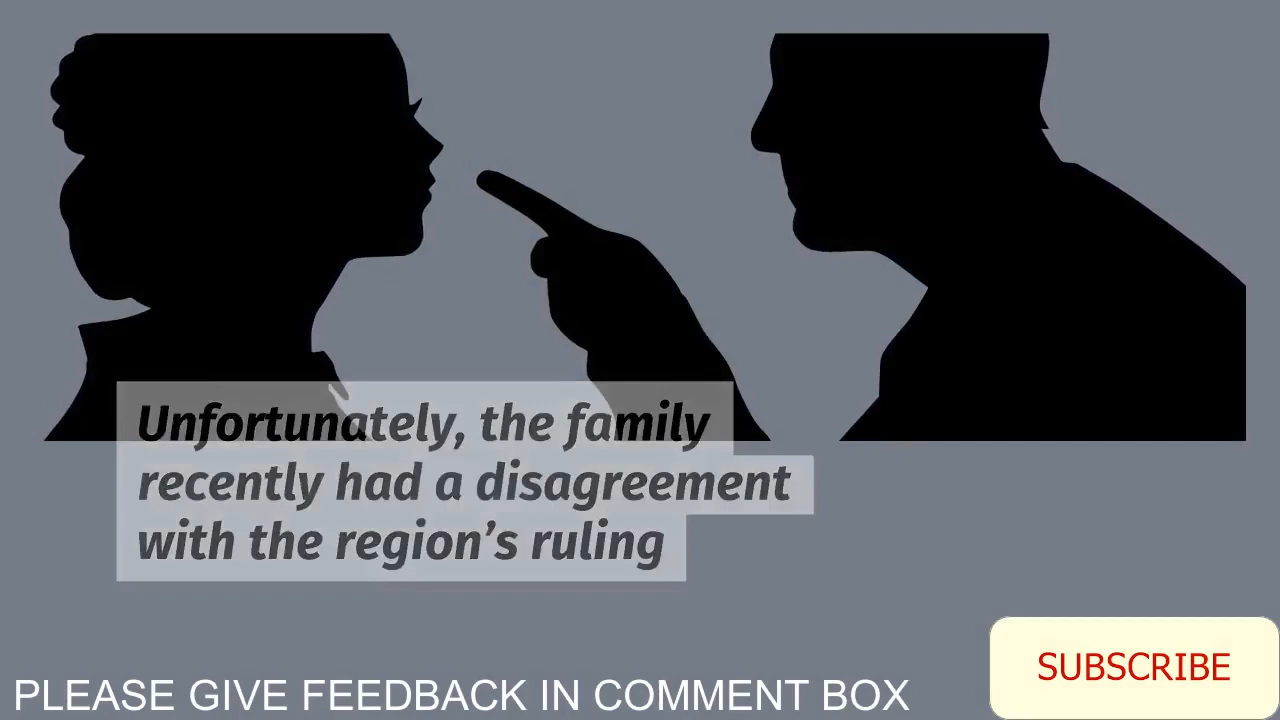 Unfortunately, the family
recently had a disagreement
with the region’s ruling
SUBSCRIBE
PLEASE GIVE FEEDBACK IN COMMENT BOX